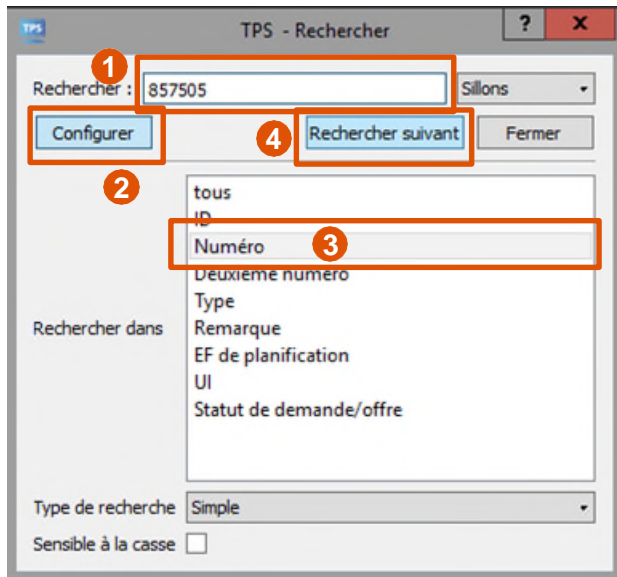 TPS
TPS - Rechercher
?
x
1
Rechercher : 857505
Sillons
Configurer
4
Rechercher suivant
Fermer
2
tous
ID
Numéro
3
Deuxième numéro
Type
Rechercher dans
Remarque
EF de planification
UI
Statut de demande/offre
Type de recherche
Simple
Sensible à la casse